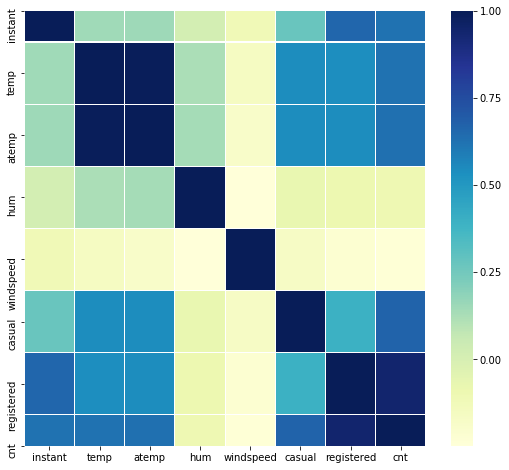 instant
temp
atemp
hum
windspeed
casual
registered
cnt
instant temp atemp hum windspeed casual registered cnt
1.00
0.75
0.50
0.25
0.00